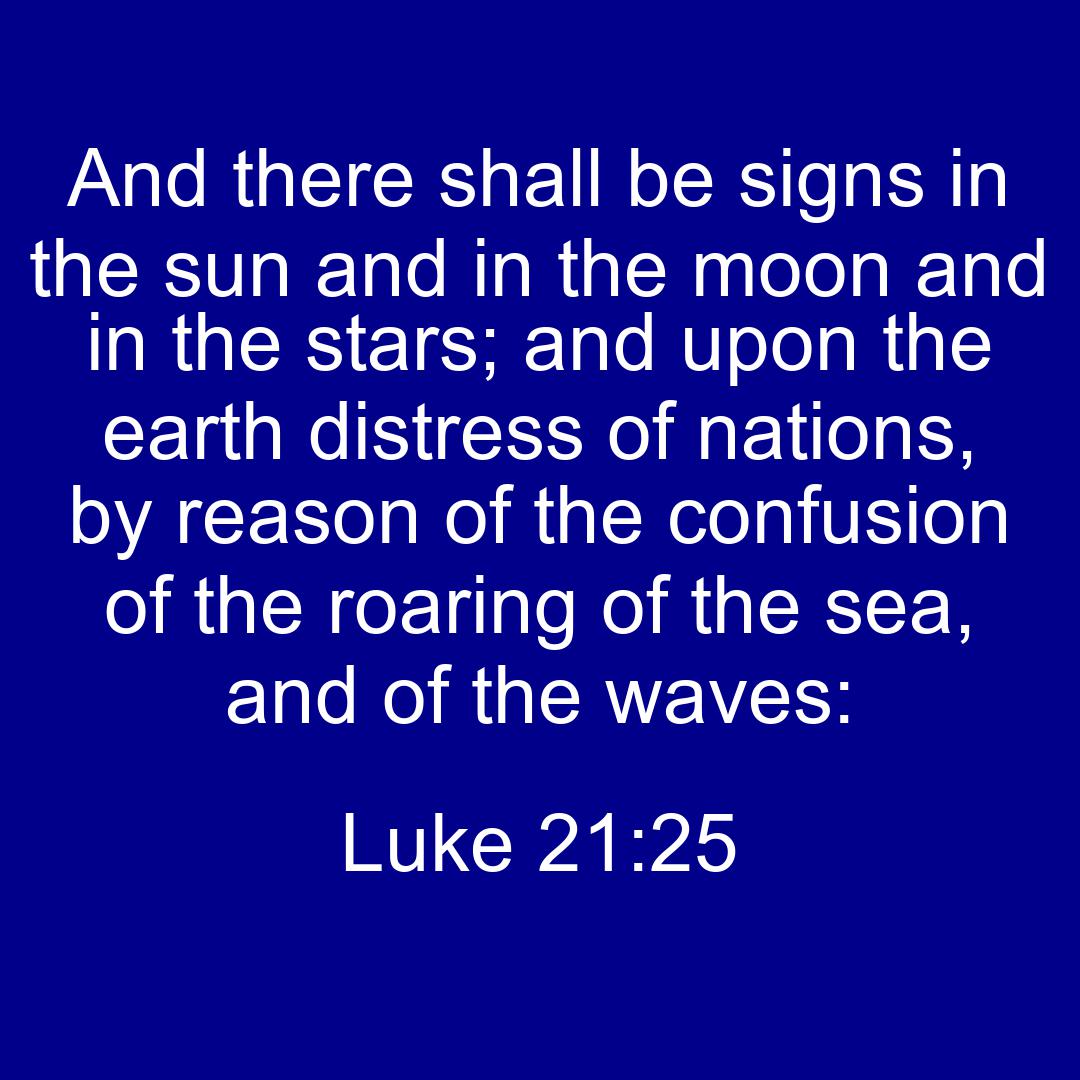 And there shall be signs in
the sun and in the moon and
in the stars; and upon the
earth distress of nations,
by reason of the confusion
of the roaring of the sea,
and of the waves:
Luke 21:25